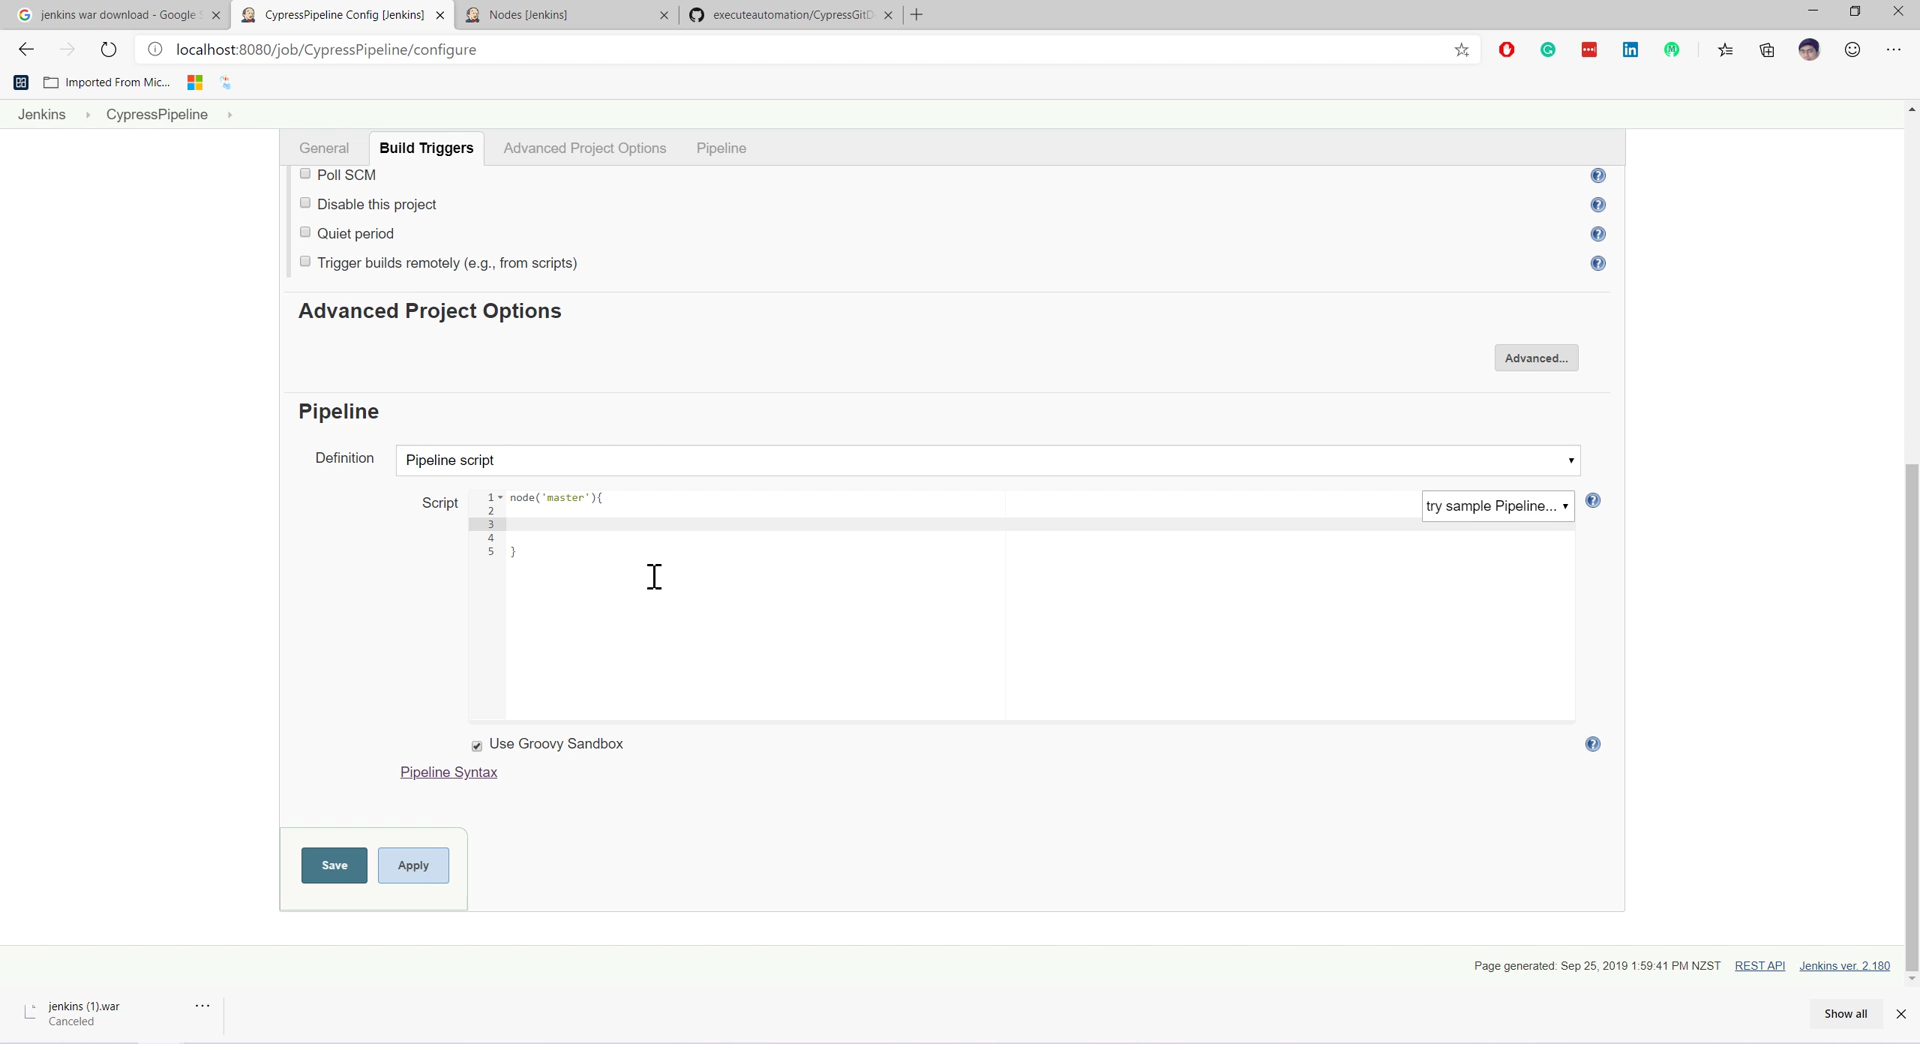 jenkins war download - Google S
CypressPipeline Config [Jenkins]
Nodes [Jenkins]
executeautomation/CypressGitD
localhost:8080/job/CypressPipeline/configure
Imported From Mic...
Jenkins
CypressPipeline
General
Build Triggers
Advanced Project Options
Pipeline
Poll SCM
Disable this project
Quiet period
Trigger builds remotely (e.g., from scripts)
Advanced Project Options
Advanced...
Pipeline
Definition
Pipeline script
Script
1 node('master'){
2
3
4
5 }
try sample Pipeline...
Use Groovy Sandbox
Pipeline Syntax
Save
Apply
Page generated: Sep 25, 2019 1:59:41 PM NZST
REST API
Jenkins ver. 2.180
jenkins (1).war
Canceled
Show all